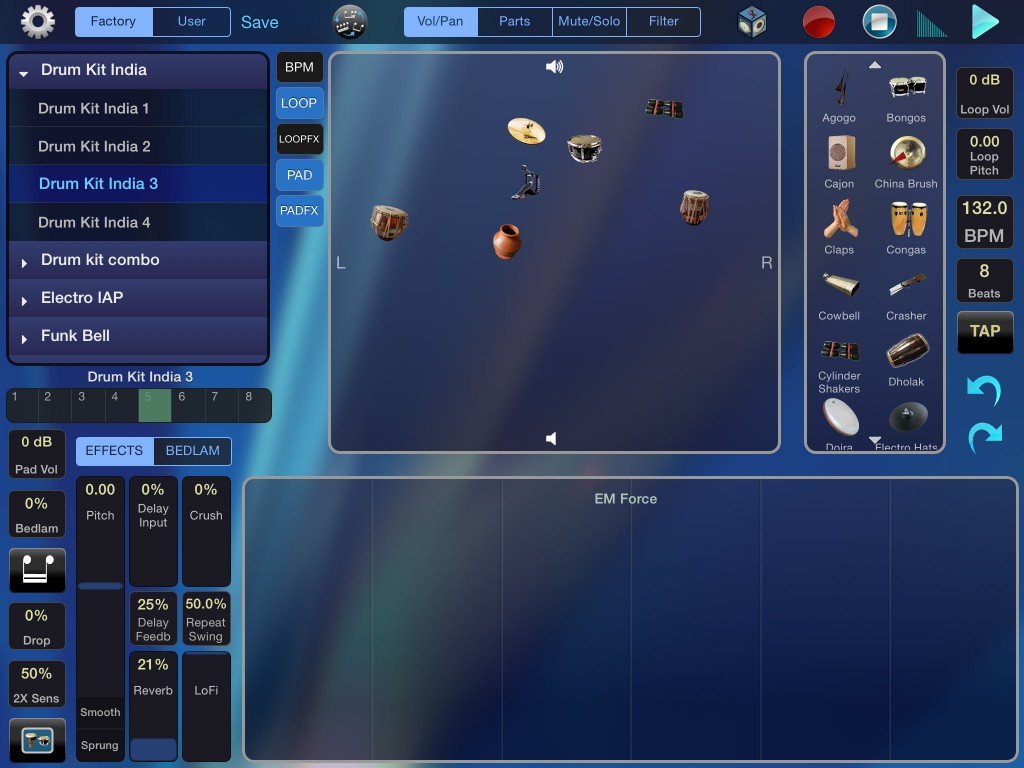 Factory
User
Save
Vol/Pan
Parts
Mute/Solo
Filter
Drum Kit India
Drum Kit India 1
Drum Kit India 2
Drum Kit India 3
Drum Kit India 4
Drum kit combo
Electro IAP
Funk Bell
BPM
LOOP
LOOPFX
PAD
PADFX
L
R
Agogo
Bongos
Cajon
China Brush
Claps
Congas
Cowbell
Crasher
Cylinder
Shakers
Dholak
Doira
Electro Hats
0 dB
Loop Vol
0.00
Loop
Pitch
132.0
BPM
8
Beats
TAP
Drum Kit India 3
1 2 3 4 5 6 7 8
0 dB
Pad Vol
0%
Bedlam
0%
Drop
50%
2X Sens
EFFECTS
BEDLAM
0.00
Pitch
Smooth
Sprung
0%
Delay
Input
0%
Crush
25%
Delay
Feedb
50.0%
Repeat
Swing
21%
Reverb
LoFi
EM Force